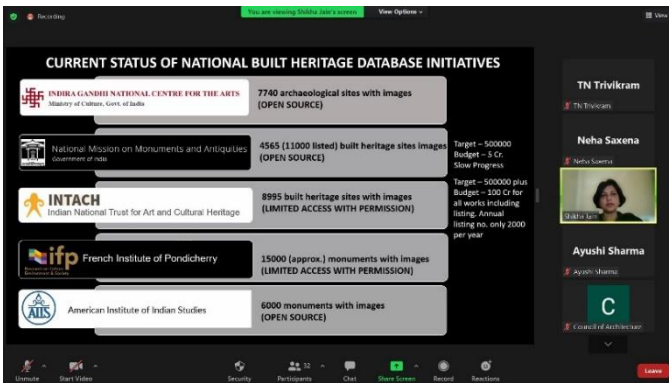 Recording
You are viewing Shikha Jain's screen
View Options
View
CURRENT STATUS OF NATIONAL BUILT HERITAGE DATABASE INITIATIVES
INDIRA GANDHI NATIONAL CENTRE FOR THE ARTS
Ministry of Culture, Govt. of India
7740 archaeological sites with images
(OPEN SOURCE)
National Mission on Monuments and Antiquities
Government of India
4565 (11000 listed) built heritage sites images
(OPEN SOURCE)
Target – 500000
Budget – 5 Cr.
Slow Progress
INTACH
Indian National Trust for Art and Cultural Heritage
8995 built heritage sites with images
(LIMITED ACCESS WITH PERMISSION)
Target – 500000 plus
Budget – 100 Cr for
all works including
listing. Annual
listing no. only 2000
per year
ifp French Institute of Pondicherry
15000 (approx.) monuments with images
(LIMITED ACCESS WITH PERMISSION)
AIIS
American Institute of Indian Studies
6000 monuments with images
(OPEN SOURCE)
TN Trivikram
TN Trivikram
Neha Saxena
Neha Saxena
Shikha Jain
Ayushi Sharma
Ayushi Sharma
C
Council of Architecture
Unmute
Start Video
Security
32
Participants
Chat
Share Screen
Record
Reactions
Leave